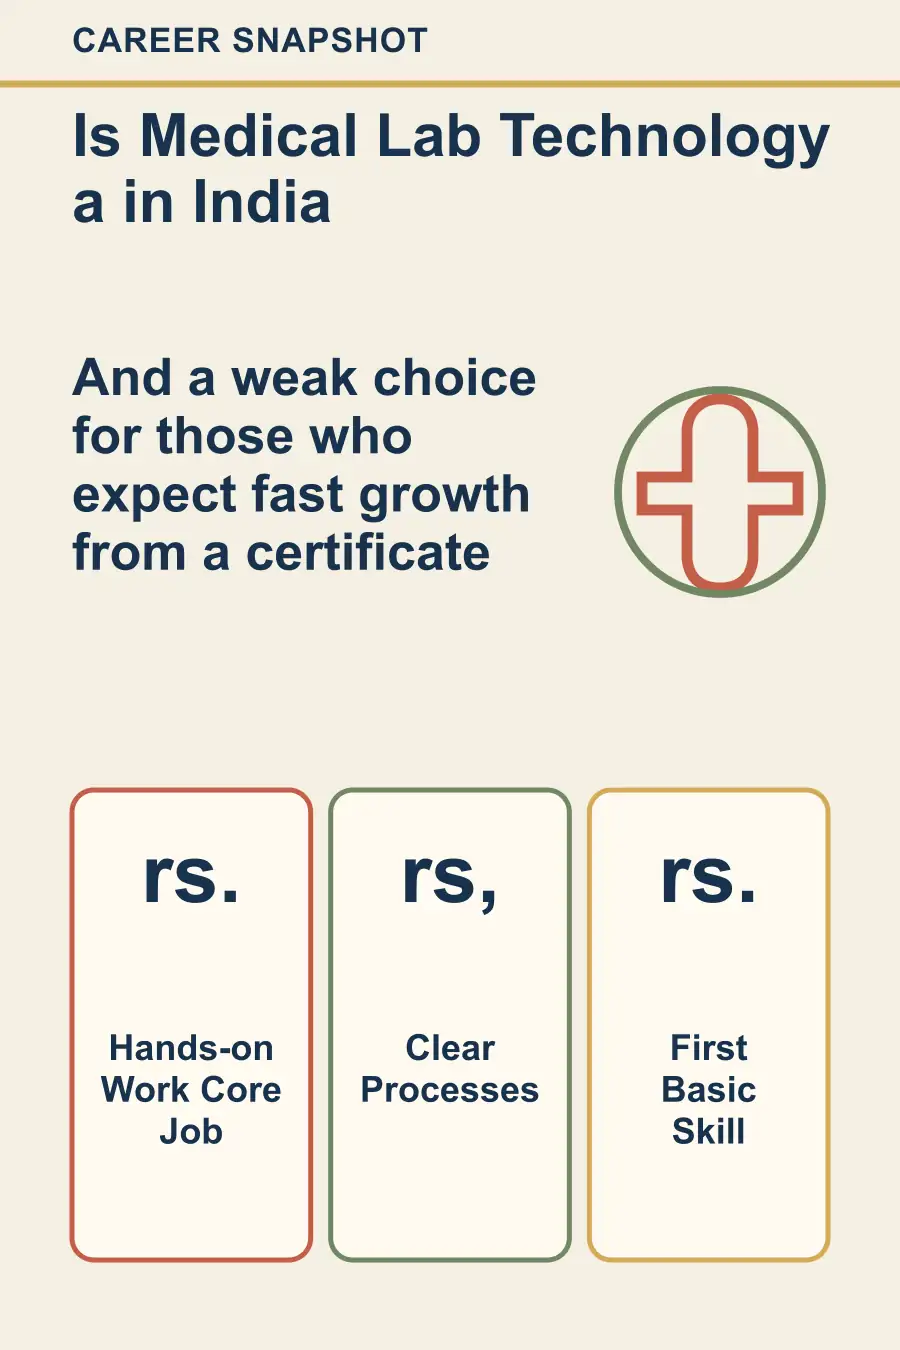 CAREER SNAPSHOT
Is Medical Lab Technology
a in India
And a weak choice
for those who
expect fast growth
from a certificate
rs.
Hands-on
Work Core
Job
rs,
Clear
Processes
rs.
First
Basic
Skill